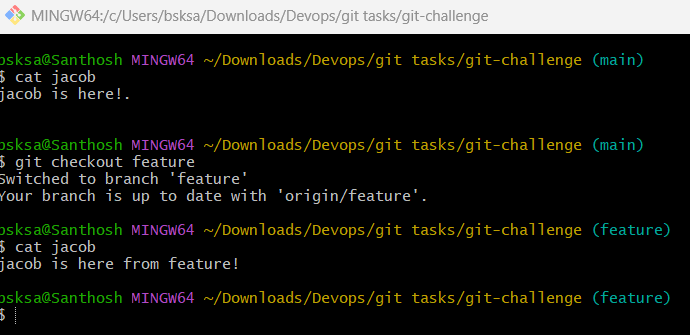 MINGW64:/c/Users/bsksa/Downloads/Devops/git tasks/git-challenge
bsksa@Santhosh MINGW64 ~/Downloads/Devops/git tasks/git-challenge (main)
$ cat jacob
jacob is here!.
bsksa@Santhosh MINGW64 ~/Downloads/Devops/git tasks/git-challenge (main)
$ git checkout feature
Switched to branch 'feature'
Your branch is up to date with 'origin/feature'.
bsksa@Santhosh MINGW64 ~/Downloads/Devops/git tasks/git-challenge (feature)
$ cat jacob
jacob is here from feature!
bsksa@Santhosh MINGW64 ~/Downloads/Devops/git tasks/git-challenge (feature)
$